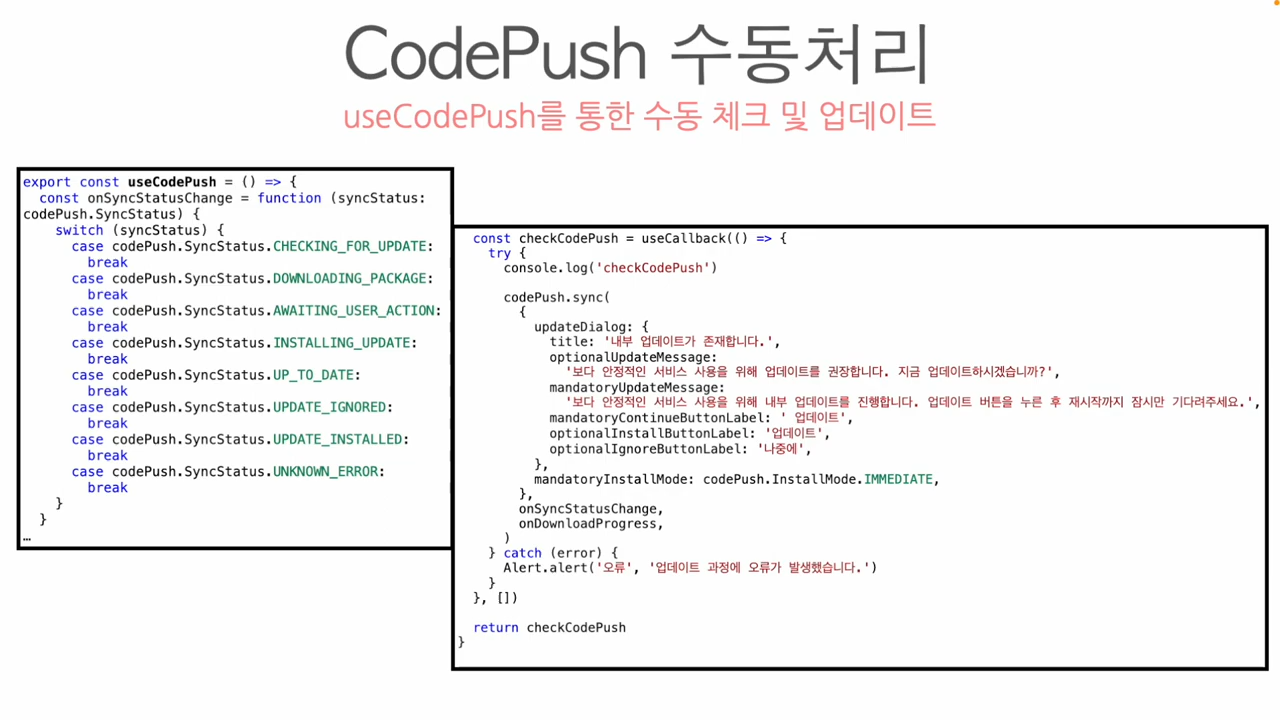 CodePush 수동처리
useCodePush를 통한 수동 체크 및 업데이트
export const useCodePush = () => {
  const onSyncStatusChange = function (syncStatus:
codePush.SyncStatus) {
    switch (syncStatus) {
      case codePush.SyncStatus.CHECKING_FOR_UPDATE:
        break
      case codePush.SyncStatus.DOWNLOADING_PACKAGE:
        break
      case codePush.SyncStatus.AWAITING_USER_ACTION:
        break
      case codePush.SyncStatus.INSTALLING_UPDATE:
        break
      case codePush.SyncStatus.UP_TO_DATE:
        break
      case codePush.SyncStatus.UPDATE_IGNORED:
        break
      case codePush.SyncStatus.UPDATE_INSTALLED:
        break
      case codePush.SyncStatus.UNKNOWN_ERROR:
        break
    }
  }
…
  const checkCodePush = useCallback(() => {
    try {
      console.log('checkCodePush')
      codePush.sync(
        {
          updateDialog: {
            title: '내부 업데이트가 존재합니다.',
            optionalUpdateMessage:
              '보다 안정적인 서비스 사용을 위해 업데이트를 권장합니다. 지금 업데이트하시겠습니까?',
            mandatoryUpdateMessage:
              '보다 안정적인 서비스 사용을 위해 내부 업데이트를 진행합니다. 업데이트 버튼을 누른 후 재시작까지 잠시만 기다려주세요.',
            mandatoryContinueButtonLabel: ' 업데이트',
            optionalInstallButtonLabel: '업데이트',
            optionalIgnoreButtonLabel: '나중에',
          },
          mandatoryInstallMode: codePush.InstallMode.IMMEDIATE,
        },
        onSyncStatusChange,
        onDownloadProgress,
      )
    } catch (error) {
      Alert.alert('오류', '업데이트 과정에 오류가 발생했습니다.')
    }
  }, [])
  return checkCodePush
}